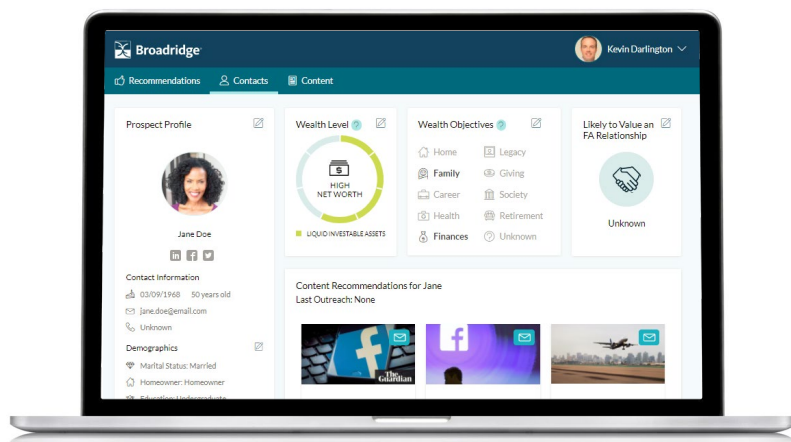 Broadridge
Kevin Darlington
Recommendations
Contacts
Content
Prospect Profile
Jane Doe
Contact Information
03/09/1968 50 years old
jane.doe@email.com
Unknown
Demographics
Marital Status: Married
Homeowner: Homeowner
Education: Undergraduate
Wealth Level ?
$
HIGH
NET WORTH
LIQUID INVESTABLE ASSETS
Wealth Objectives ?
Home
Legacy
Family
Giving
Career
Society
Health
Retirement
Finances
Unknown
Likely to Value an
FA Relationship
Unknown
Content Recommendations for Jane
Last Outreach: None
The
Guardian